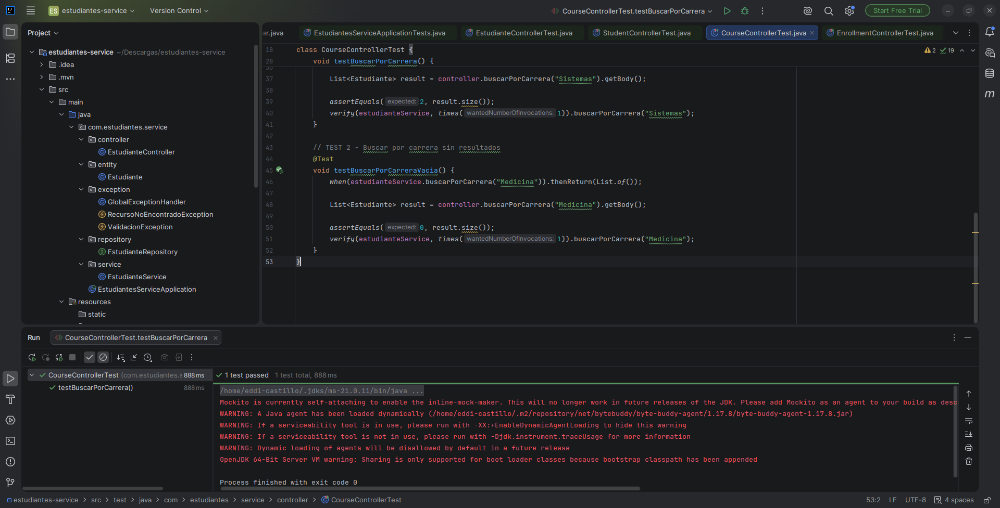 ES estudiantes-service Version Control CourseControllerTest.testBuscarPorCarrera Start Free Trial
Project
er.java EstudiantesServiceApplicationTests.java EstudianteControllerTest.java StudentControllerTest.java CourseControllerTest.java EnrollmentControllerTest.java
estudiantes-service ~/Descargas/estudiantes-service
.idea
.mvn
src
main
java
com.estudiantes.service
controller
EstudianteController
entity
Estudiante
exception
GlobalExceptionHandler
RecursoNoEncontradoException
ValidacionException
repository
EstudianteRepository
service
EstudianteService
EstudiantesServiceApplication
resources
static
2 19
18 class CourseControllerTest {
28 void testBuscarPorCarrera() {
36
37 List<Estudiante> result = controller.buscarPorCarrera("Sistemas").getBody();
38
39 assertEquals( expected: 2, result.size());
40 verify(estudianteService, times( wantedNumberOfInvocations: 1)).buscarPorCarrera("Sistemas");
41 }
42
43 // TEST 2 - Buscar por carrera sin resultados
44 @Test
45 void testBuscarPorCarreraVacia() {
46 when(estudianteService.buscarPorCarrera("Medicina")).thenReturn(List.of());
47
48 List<Estudiante> result = controller.buscarPorCarrera("Medicina").getBody();
49
50 assertEquals( expected: 0, result.size());
51 verify(estudianteService, times( wantedNumberOfInvocations: 1)).buscarPorCarrera("Medicina");
52 }
53 }
Run CourseControllerTest.testBuscarPorCarrera
CourseControllerTest (com.estudiantes.s 888 ms
testBuscarPorCarrera() 888 ms
1 test passed 1 test total, 888 ms
/home/eddi-castillo/.jdks/ms-21.0.11/bin/java ...
Mockito is currently self-attaching to enable the inline-mock-maker. This will no longer work in future releases of the JDK. Please add Mockito as an agent to your build as descr
WARNING: A Java agent has been loaded dynamically (/home/eddi-castillo/.m2/repository/net/bytebuddy/byte-buddy-agent/1.17.8/byte-buddy-agent-1.17.8.jar)
WARNING: If a serviceability tool is in use, please run with -XX:+EnableDynamicAgentLoading to hide this warning
WARNING: If a serviceability tool is not in use, please run with -Djdk.instrument.traceUsage for more information
WARNING: Dynamic loading of agents will be disallowed by default in a future release
OpenJDK 64-Bit Server VM warning: Sharing is only supported for boot loader classes because bootstrap classpath has been appended
Process finished with exit code 0
estudiantes-service > src > test > java > com > estudiantes > service > controller > CourseControllerTest
53:2 LF UTF-8 4 spaces